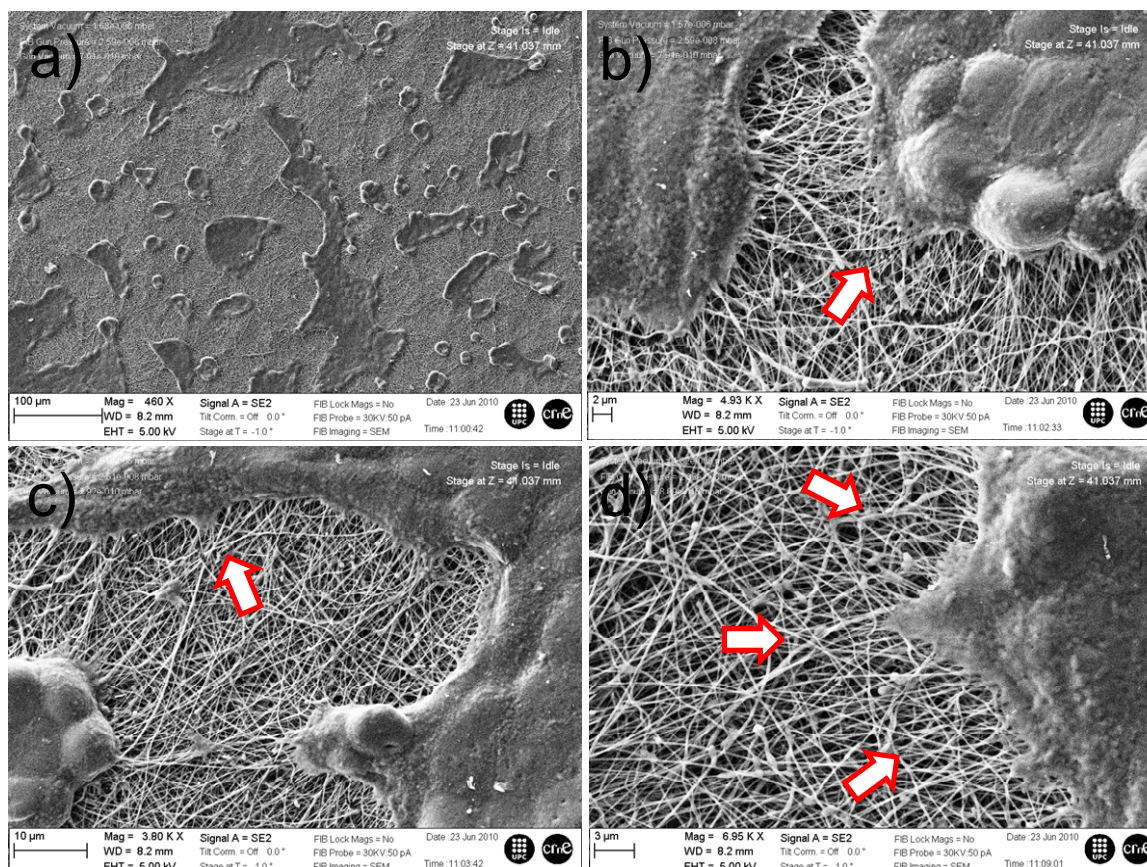 a)
Stage Is = Idle
Stage at Z = 41.037 mm
100 µm
Mag = 460 X
WD = 8.2 mm
EHT = 5.00 kV
Signal A = SE2
Tilt Corrn. = Off 0.0 °
Stage at T = -1.0 °
FIB Lock Mags = No
FIB Probe = 30KV:50 pA
FIB Imaging = SEM
Date :23 Jun 2010
Time :11:00:42
UPC
cme
b)
Stage Is = Idle
Stage at Z = 41.037 mm
2 µm
Mag = 4.93 K X
WD = 8.2 mm
EHT = 5.00 kV
Signal A = SE2
Tilt Corrn. = Off 0.0 °
Stage at T = -1.0 °
FIB Lock Mags = No
FIB Probe = 30KV:50 pA
FIB Imaging = SEM
Date :23 Jun 2010
Time :11:02:33
UPC
cme
c)
Stage Is = Idle
Stage at Z = 41.037 mm
10 µm
Mag = 3.80 K X
WD = 8.2 mm
EHT = 5.00 kV
Signal A = SE2
Tilt Corrn. = Off 0.0 °
Stage at T = -1.0 °
FIB Lock Mags = No
FIB Probe = 30KV:50 pA
FIB Imaging = SEM
Date :23 Jun 2010
Time :11:03:42
UPC
cme
d)
Stage Is = Idle
Stage at Z = 41.037 mm
3 µm
Mag = 6.95 K X
WD = 8.2 mm
EHT = 5.00 kV
Signal A = SE2
Tilt Corrn. = Off 0.0 °
Stage at T = -1.0 °
FIB Lock Mags = No
FIB Probe = 30KV:50 pA
FIB Imaging = SEM
Date :23 Jun 2010
Time :11:09:01
UPC
cme